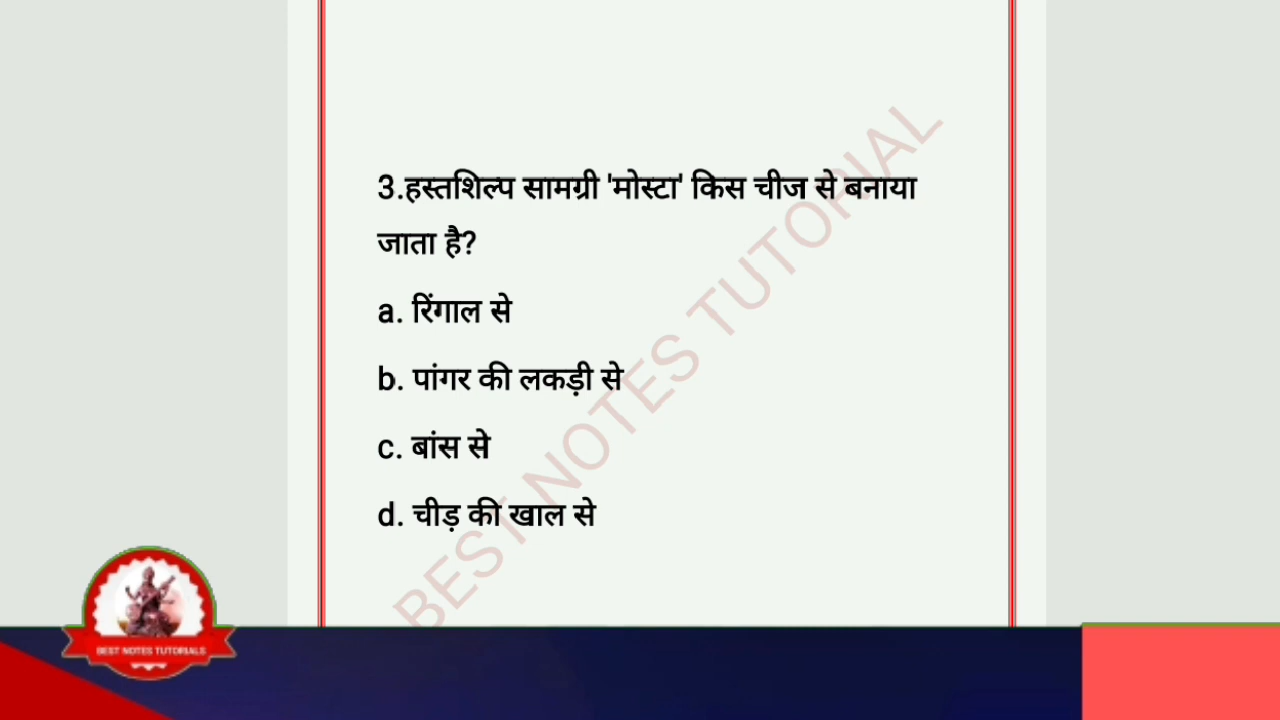 3.हस्तशिल्प सामग्री 'मोस्टा' किस चीज से बनाया
जाता है?
a. रिंगाल से
b. पांगर की लकड़ी से
c. बांस से
d. चीड़ की खाल से
BEST NOTES TUTORIAL
BEST NOTES TUTORIALS